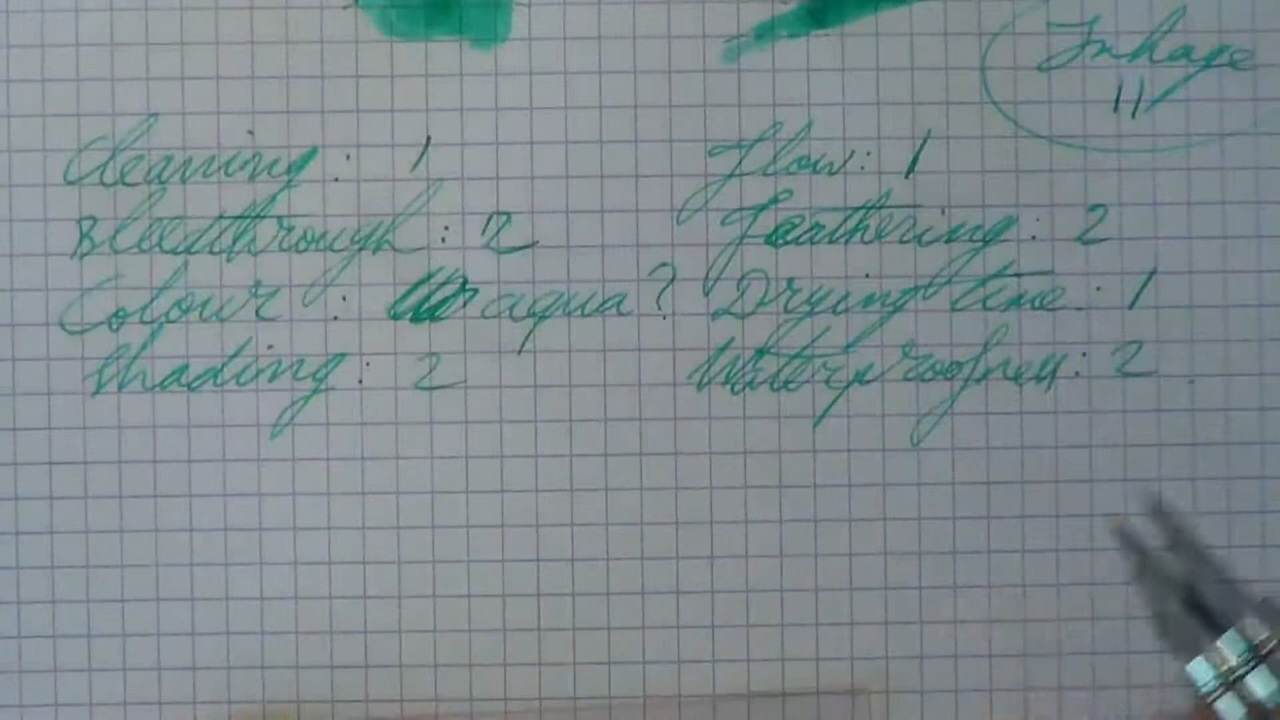 Inkage
11
Cleaning: 1
Flow: 1
Bleedthrough: 2
Feathering: 2
Colour: aqua?
Drying time: 1
Shading: 2
Waterproofness: 2